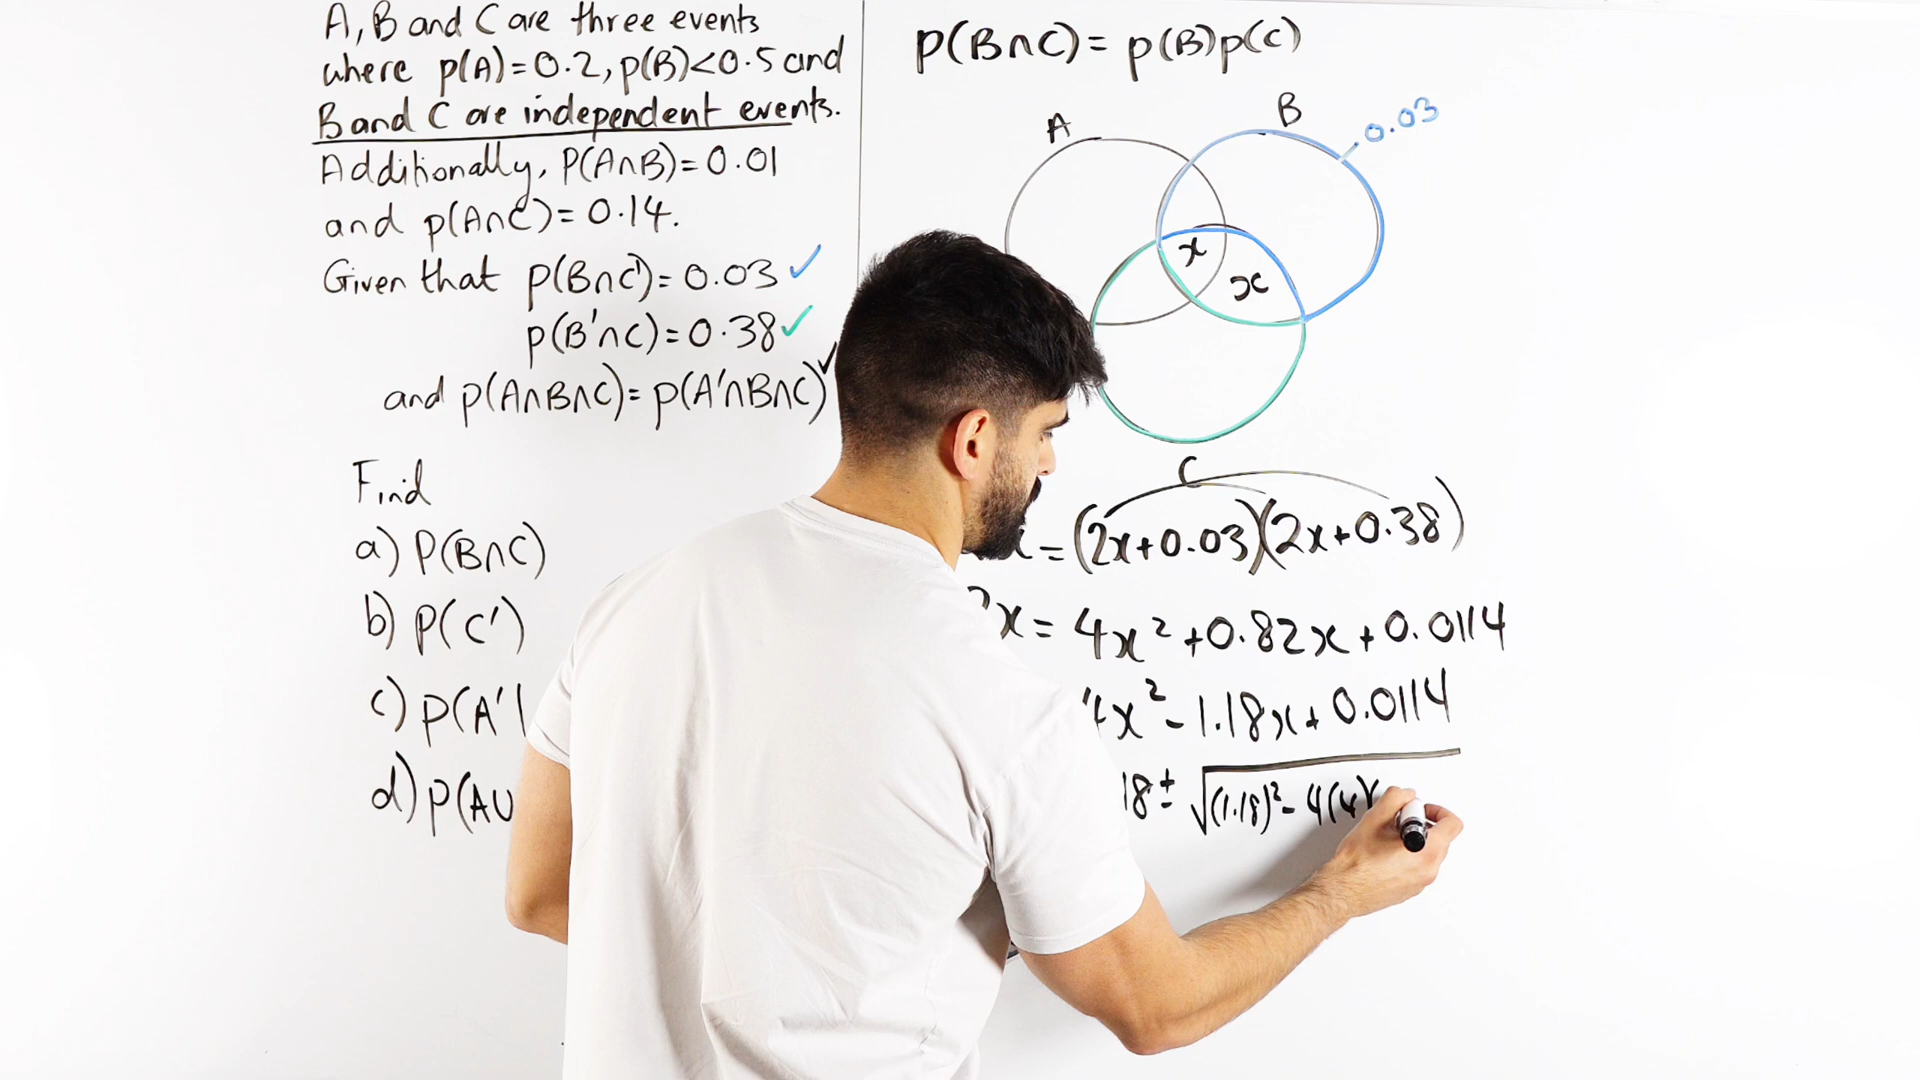 A, B and C are three events
where p(A)=0.2, p(B)<0.5 and
B and C are independent events.
Additionally, P(A∩B)=0.01
and p(A∩C)=0.14.
Given that p(B∩C')=0.03 ✓
p(B'∩C)=0.38 ✓
and p(A∩B∩C)=p(A'∩B∩C) ✓
Find
a) P(B∩C)
b) P(C')
c) P(A'|
d) P(A∪
P(B∩C)=P(B)P(C)
A
B
0.03
x
x
C
x=(2x+0.03)(2x+0.38)
2x=4x²+0.82x+0.0114
4x²-1.18x+0.0114
18±√(1.18)²-4(4)(